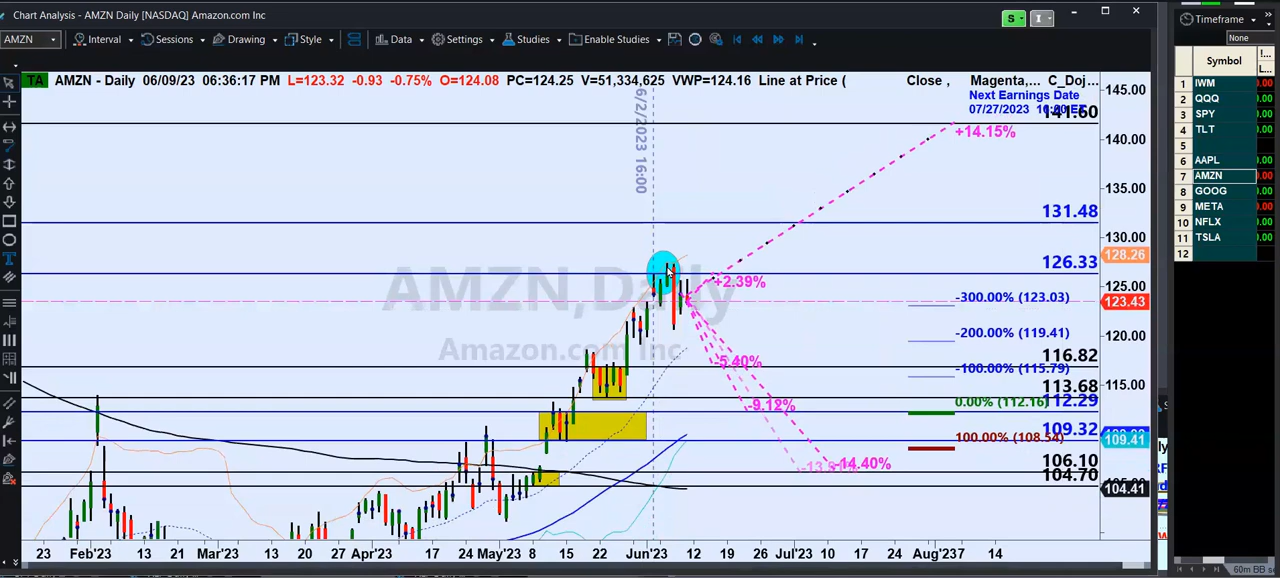 Chart Analysis - AMZN Daily [NASDAQ] Amazon.com Inc
S
I
Timeframe
AMZN
Interval
Sessions
Drawing
Style
Data
Settings
Studies
Enable Studies
None
TA
AMZN - Daily 06/09/23 06:36:17 PM L=123.32 -0.93 -0.75% O=124.08 PC=124.25 V=51,334,625 VWP=124.16 Line at Price ( Close , Magenta,... C_Doj...
Next Earnings Date
07/27/2023
141.60
+14.15%
6/2/2023 16:00
131.48
126.33
+2.39%
AMZN,Daily
Amazon.com Inc
-300.00% (123.03)
-200.00% (119.41)
116.82
-5.40%
-100.00% (115.79)
113.68
112.29
0.00% (112.16)
-9.12%
109.32
100.00% (108.54)
-14.40%
106.10
104.70
145.00
140.00
135.00
130.00
128.26
125.00
123.43
120.00
115.00
109.41
104.41
23 Feb'23 13 21 Mar'23 13 20 27 Apr'23 17 24 May'23 8 15 22 Jun'23 12 19 26 Jul'23 10 17 24 Aug'237 14
Symbol
1 IWM
2 QQQ
3 SPY
4 TLT
5
6 AAPL
7 AMZN
8 GOOG
9 META
10 NFLX
11 TSLA
12
60m BB